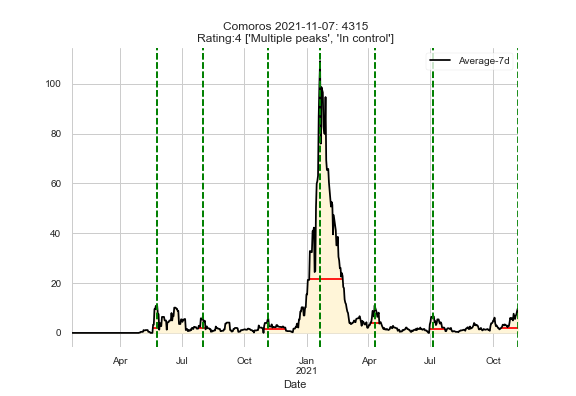 Comoros 2021-11-07: 4315
Rating:4 ['Multiple peaks', 'In control']
Average-7d
100
80
60
40
20
0
Apr Jul Oct Jan Apr Jul Oct
2021
Date